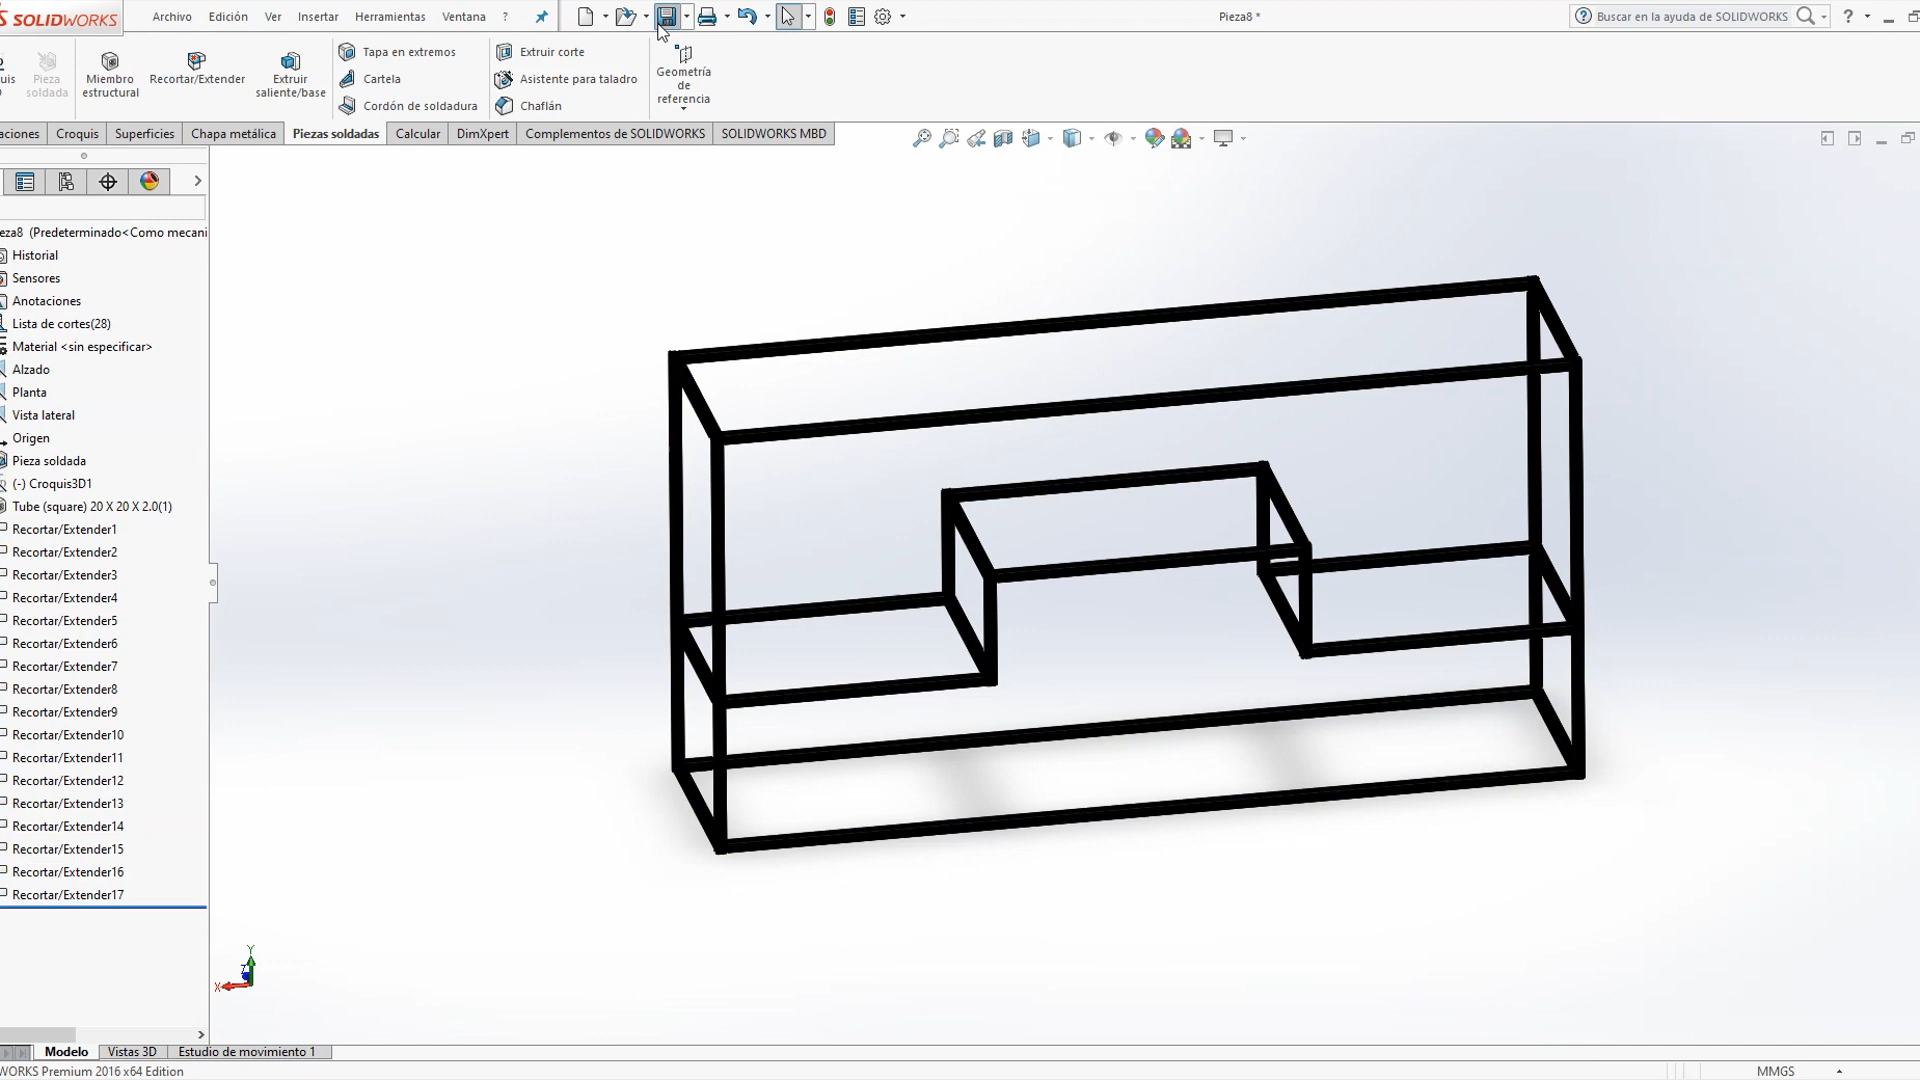 SOLIDWORKS
Archivo Edición Ver Insertar Herramientas Ventana ?
Pieza8 *
Buscar en la ayuda de SOLIDWORKS
?
Pieza
soldada
Miembro
estructural
Recortar/Extender
Extruir
saliente/base
Tapa en extremos
Cartela
Cordón de soldadura
Extruir corte
Asistente para taladro
Chaflán
Geometría
de
referencia
aciones Croquis Superficies Chapa metálica Piezas soldadas Calcular DimXpert Complementos de SOLIDWORKS SOLIDWORKS MBD
eza8 (Predeterminado<Como mecani
Historial
Sensores
Anotaciones
Lista de cortes(28)
Material <sin especificar>
Alzado
Planta
Vista lateral
Origen
Pieza soldada
(-) Croquis3D1
Tube (square) 20 X 20 X 2.0(1)
Recortar/Extender1
Recortar/Extender2
Recortar/Extender3
Recortar/Extender4
Recortar/Extender5
Recortar/Extender6
Recortar/Extender7
Recortar/Extender8
Recortar/Extender9
Recortar/Extender10
Recortar/Extender11
Recortar/Extender12
Recortar/Extender13
Recortar/Extender14
Recortar/Extender15
Recortar/Extender16
Recortar/Extender17
Y
Z
X
Modelo Vistas 3D Estudio de movimiento 1
WORKS Premium 2016 x64 Edition
MMGS